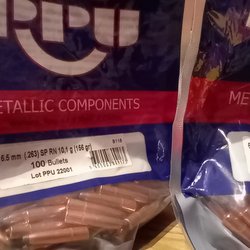 PPU
METALLIC COMPONENTS
ME
6.5 mm (.263) SP RN 10,1 g (156 gr)
100 Bullets
Lot PPU 22001